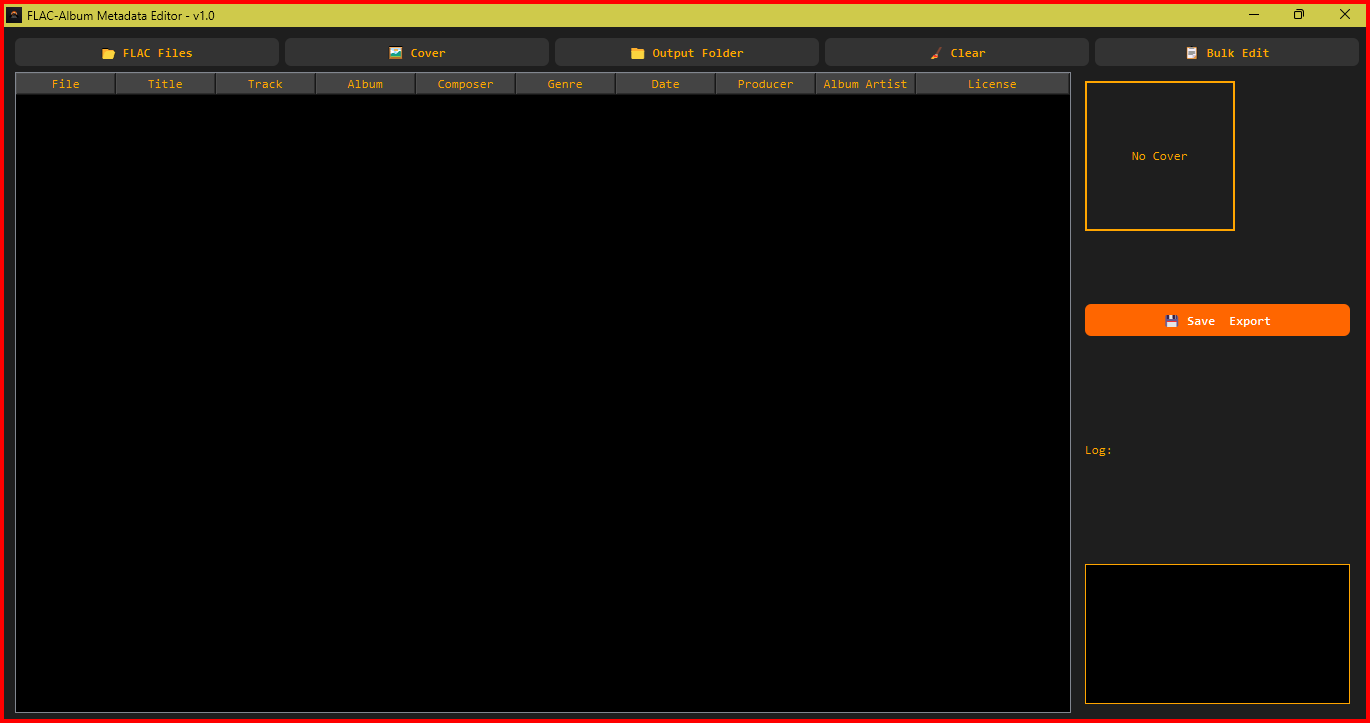 FLAC-Album Metadata Editor - v1.0
FLAC Files
Cover
Output Folder
Clear
Bulk Edit
File
Title
Track
Album
Composer
Genre
Date
Producer
Album Artist
License
No Cover
Save Export
Log: